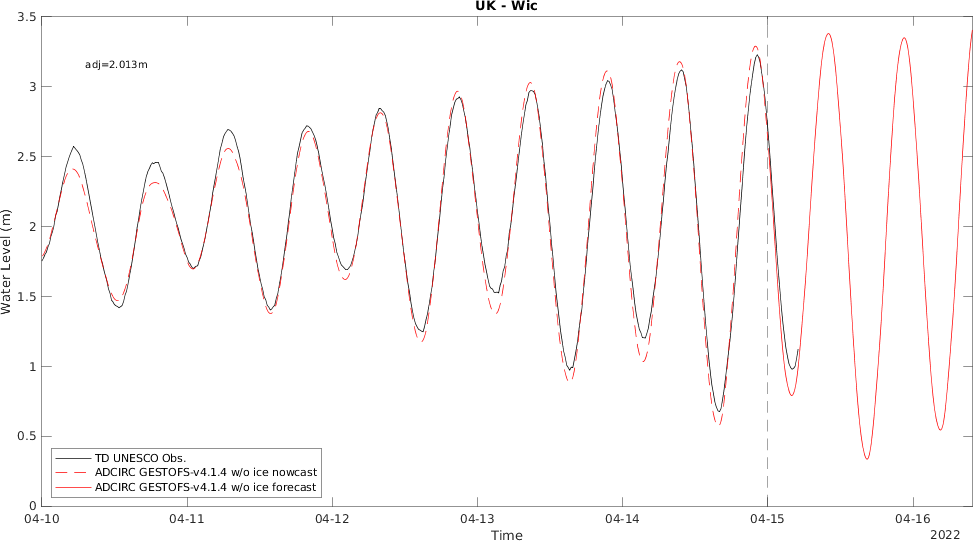 UK - Wic
3.5
3
2.5
2
1.5
1
0.5
0
Water Level (m)
adj=2.013m
TD UNESCO Obs.
ADCIRC GESTOFS-v4.1.4 w/o ice nowcast
ADCIRC GESTOFS-v4.1.4 w/o ice forecast
04-10 04-11 04-12 04-13 04-14 04-15 04-16
Time
2022